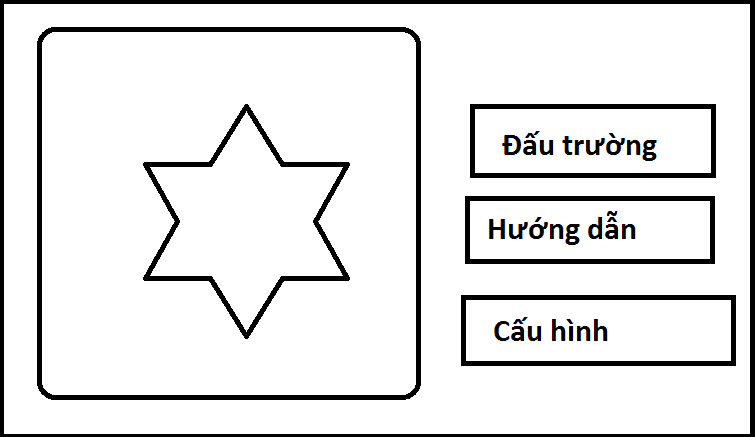 Đấu trường
Hướng dẫn
Cấu hình